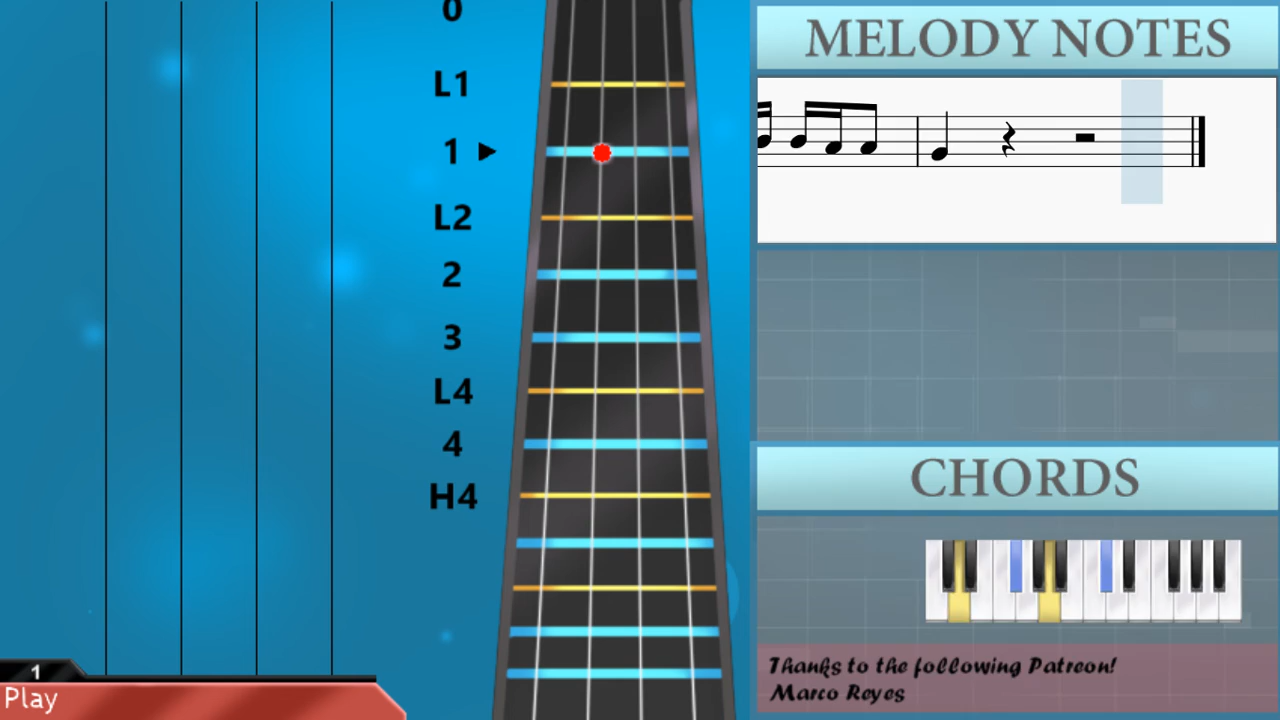 0
L1
1
L2
2
3
L4
4
H4
1
Play
MELODY NOTES
CHORDS
Thanks to the following Patreon!
Marco Reyes